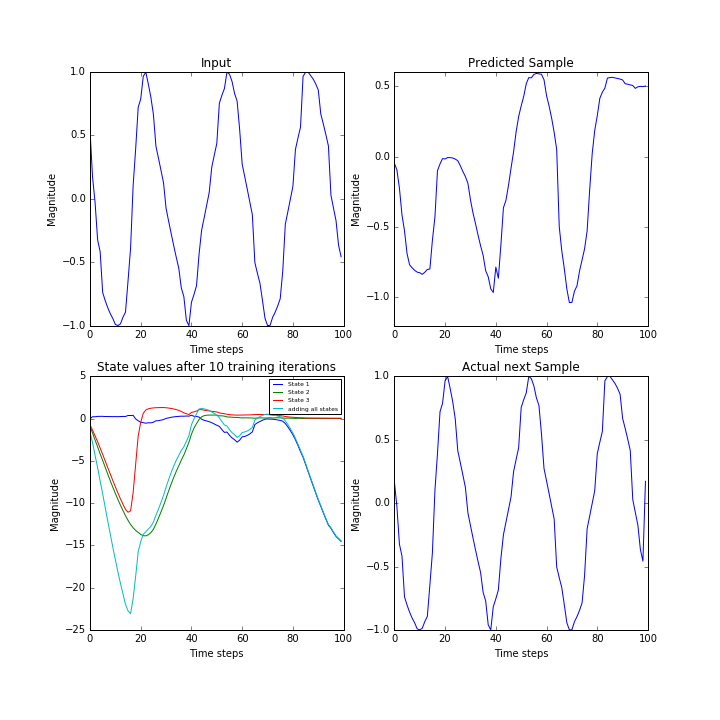 Input
1.0
0.5
0.0
−0.5
−1.0
Magnitude
0 20 40 60 80 100
Time steps
Predicted Sample
0.5
0.0
−0.5
−1.0
Magnitude
0 20 40 60 80 100
Time steps
State values after 10 training iterations
5
0
−5
−10
−15
−20
−25
Magnitude
State 1
State 2
State 3
adding all states
0 20 40 60 80 100
Time steps
Actual next Sample
1.0
0.5
0.0
−0.5
−1.0
Magnitude
0 20 40 60 80 100
Time steps